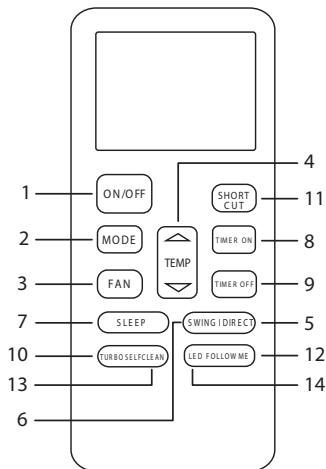 4
1
ON/OFF
SHORT
CUT
11
2
MODE
TEMP
TIMER ON
8
3
FAN
TIMER OFF
9
7
SLEEP
SWING | DIRECT
5
10
TURBO SELFCLEAN
LED FOLLOW ME
12
13
14
6